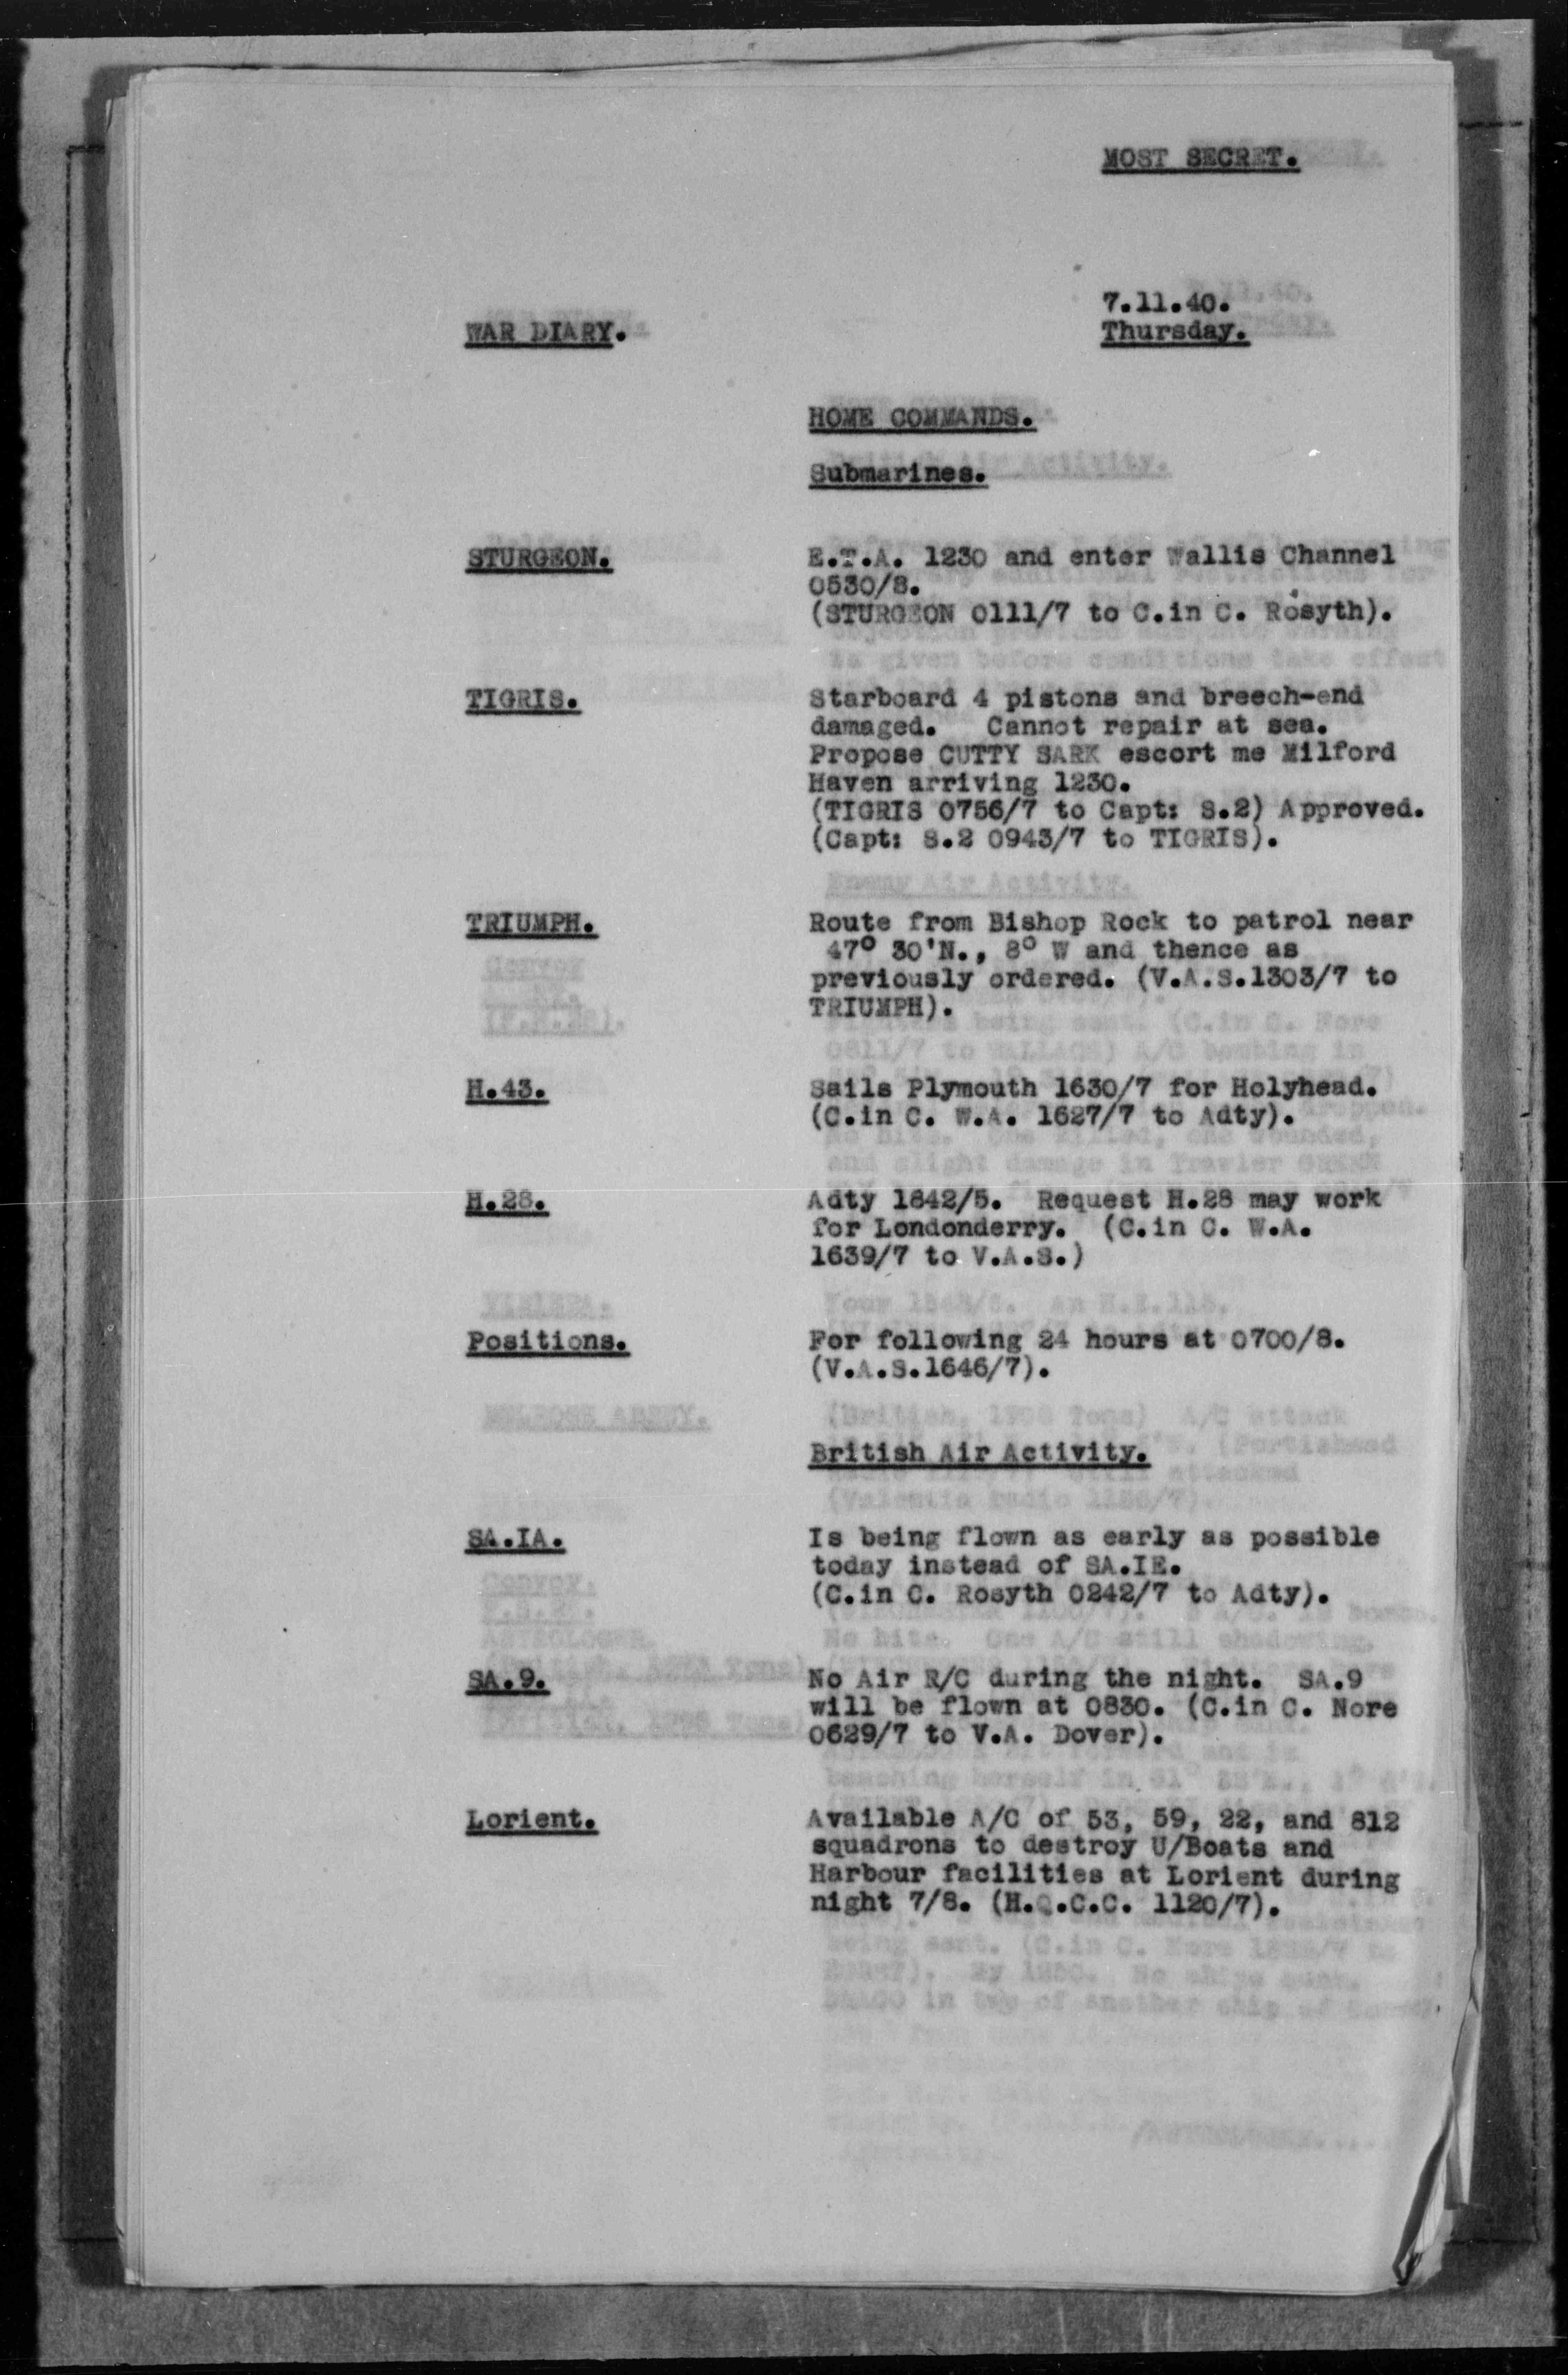 MOST SECRET.
7.11.40.
WAR DIARY. Thursday.
HOME COMMANDS.
Submarines.
STURGEON. E.T.A. 1230 and enter Wallis Channel
0530/8.
(STURGEON 0111/7 to C.in C. Rosyth).
TIGRIS. Starboard 4 pistons and breech-end
damaged. Cannot repair at sea.
Propose CUTTY SARK escort me Milford
Haven arriving 1230.
(TIGRIS 0756/7 to Capt: S.2) Approved.
(Capt: S.2 0943/7 to TIGRIS).
TRIUMPH. Route from Bishop Rock to patrol near
47° 30'N., 8° W and thence as
previously ordered. (V.A.S.1303/7 to
TRIUMPH).
H.43. Sails Plymouth 1630/7 for Holyhead.
(C.in C. W.A. 1627/7 to Adty).
H.28. Adty 1842/5. Request H.28 may work
for Londonderry. (C.in C. W.A.
1639/7 to V.A.S.)
Positions. For following 24 hours at 0700/8.
(V.A.S.1646/7).
British Air Activity.
SA.IA. Is being flown as early as possible
today instead of SA.IE.
(C.in C. Rosyth 0242/7 to Adty).
SA.9. No Air R/C during the night. SA.9
will be flown at 0830. (C.in C. Nore
0629/7 to V.A. Dover).
Lorient. Available A/C of 53, 59, 22, and 812
squadrons to destroy U/Boats and
Harbour facilities at Lorient during
night 7/8. (H.Q.C.C. 1120/7).